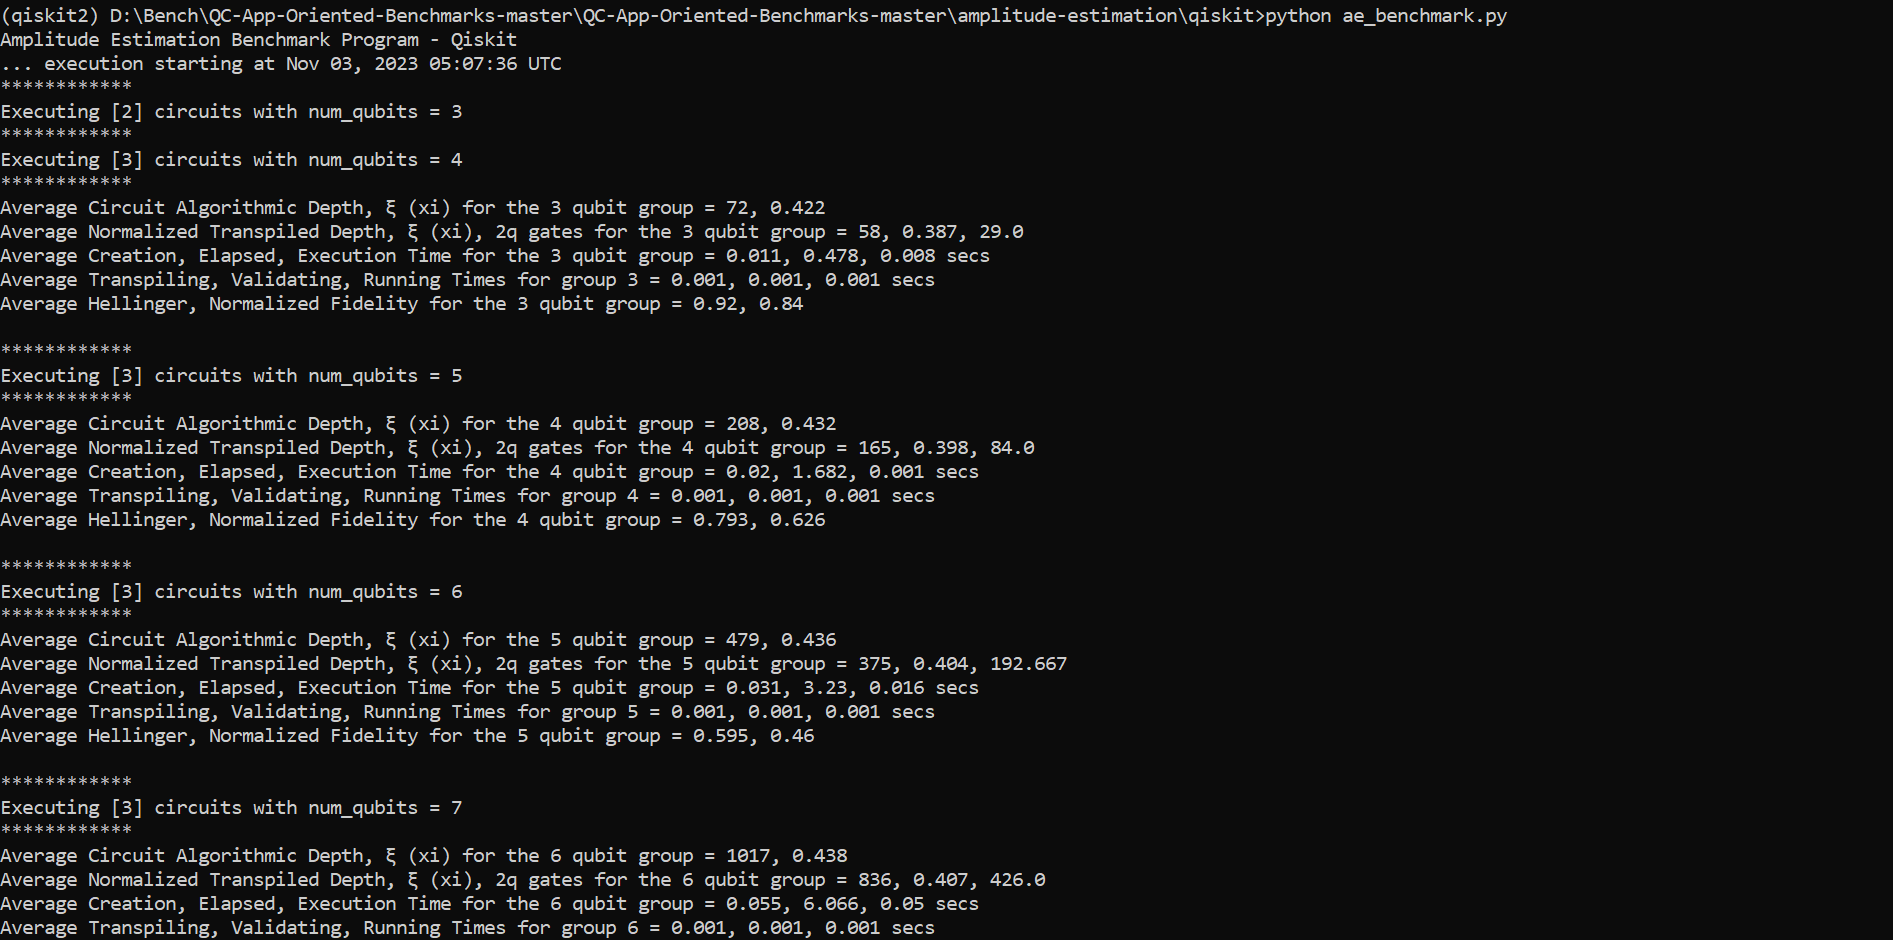 (qiskit2) D:\Bench\QC-App-Oriented-Benchmarks-master\QC-App-Oriented-Benchmarks-master\amplitude-estimation\qiskit>python ae_benchmark.py
Amplitude Estimation Benchmark Program - Qiskit
... execution starting at Nov 03, 2023 05:07:36 UTC
************
Executing [2] circuits with num_qubits = 3
************
Executing [3] circuits with num_qubits = 4
************
Average Circuit Algorithmic Depth, ξ (xi) for the 3 qubit group = 72, 0.422
Average Normalized Transpiled Depth, ξ (xi), 2q gates for the 3 qubit group = 58, 0.387, 29.0
Average Creation, Elapsed, Execution Time for the 3 qubit group = 0.011, 0.478, 0.008 secs
Average Transpiling, Validating, Running Times for group 3 = 0.001, 0.001, 0.001 secs
Average Hellinger, Normalized Fidelity for the 3 qubit group = 0.92, 0.84
************
Executing [3] circuits with num_qubits = 5
************
Average Circuit Algorithmic Depth, ξ (xi) for the 4 qubit group = 208, 0.432
Average Normalized Transpiled Depth, ξ (xi), 2q gates for the 4 qubit group = 165, 0.398, 84.0
Average Creation, Elapsed, Execution Time for the 4 qubit group = 0.02, 1.682, 0.001 secs
Average Transpiling, Validating, Running Times for group 4 = 0.001, 0.001, 0.001 secs
Average Hellinger, Normalized Fidelity for the 4 qubit group = 0.793, 0.626
************
Executing [3] circuits with num_qubits = 6
************
Average Circuit Algorithmic Depth, ξ (xi) for the 5 qubit group = 479, 0.436
Average Normalized Transpiled Depth, ξ (xi), 2q gates for the 5 qubit group = 375, 0.404, 192.667
Average Creation, Elapsed, Execution Time for the 5 qubit group = 0.031, 3.23, 0.016 secs
Average Transpiling, Validating, Running Times for group 5 = 0.001, 0.001, 0.001 secs
Average Hellinger, Normalized Fidelity for the 5 qubit group = 0.595, 0.46
************
Executing [3] circuits with num_qubits = 7
************
Average Circuit Algorithmic Depth, ξ (xi) for the 6 qubit group = 1017, 0.438
Average Normalized Transpiled Depth, ξ (xi), 2q gates for the 6 qubit group = 836, 0.407, 426.0
Average Creation, Elapsed, Execution Time for the 6 qubit group = 0.055, 6.066, 0.05 secs
Average Transpiling, Validating, Running Times for group 6 = 0.001, 0.001, 0.001 secs